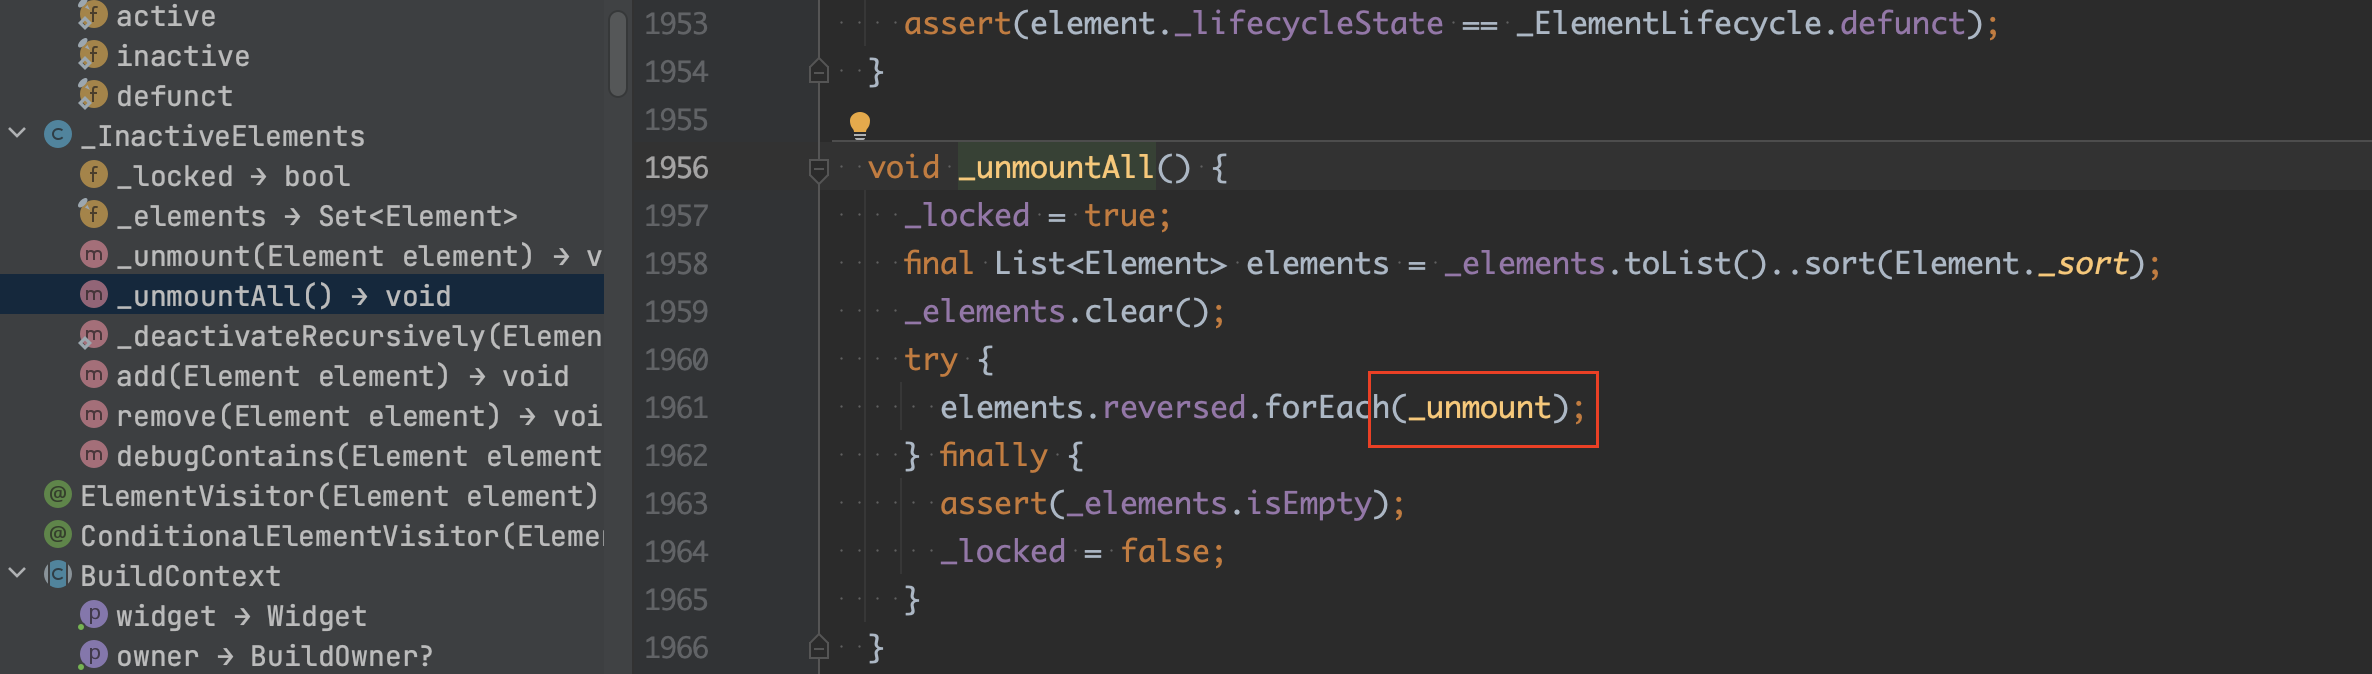 active
inactive
defunct
_InactiveElements
_locked → bool
_elements → Set<Element>
_unmount(Element element) → v
_unmountAll() → void
_deactivateRecursively(Elemen
add(Element element) → void
remove(Element element) → voi
debugContains(Element element
ElementVisitor(Element element)
ConditionalElementVisitor(Eleme
BuildContext
widget → Widget
owner → BuildOwner?
1953 assert(element._lifecycleState == _ElementLifecycle.defunct);
1954 }
1955
1956 void _unmountAll() {
1957 _locked = true;
1958 final List<Element> elements = _elements.toList()..sort(Element._sort);
1959 _elements.clear();
1960 try {
1961 elements.reversed.forEach(_unmount);
1962 } finally {
1963 assert(_elements.isEmpty);
1964 _locked = false;
1965 }
1966 }